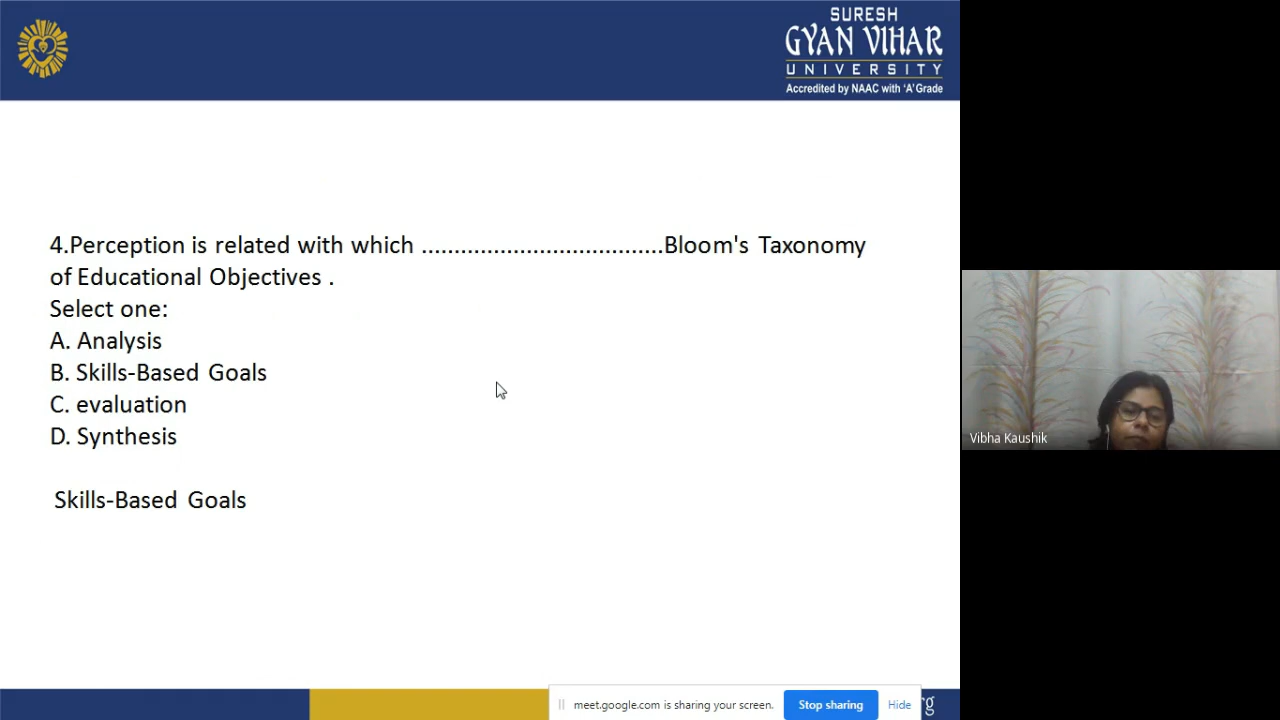 SURESH
GYAN VIHAR
UNIVERSITY
Accredited by NAAC with 'A' Grade
4.Perception is related with which .....................................Bloom's Taxonomy
of Educational Objectives .
Select one:
A. Analysis
B. Skills-Based Goals
C. evaluation
D. Synthesis
Skills-Based Goals
Vibha Kaushik
meet.google.com is sharing your screen.
Stop sharing
Hide